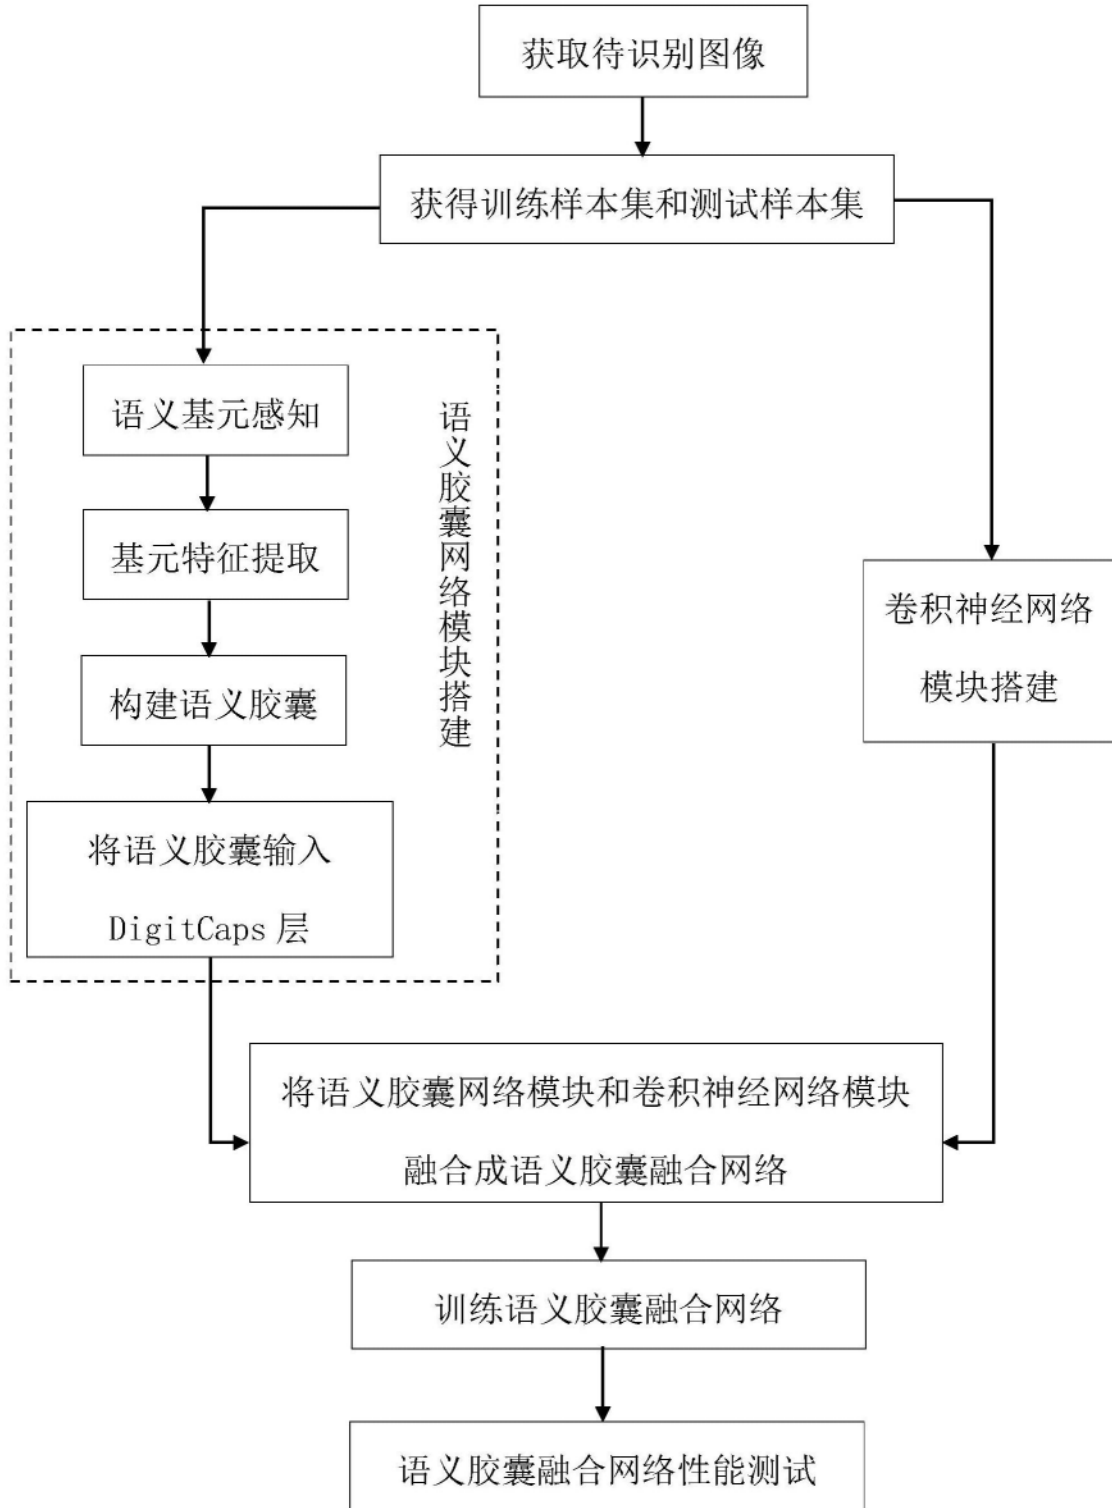 获取待识别图像
获得训练样本集和测试样本集
语义基元感知
基元特征提取
构建语义胶囊
将语义胶囊输入
DigitCaps 层
语义胶囊网络模块搭建
卷积神经网络
模块搭建
将语义胶囊网络模块和卷积神经网络模块
融合成语义胶囊融合网络
训练语义胶囊融合网络
语义胶囊融合网络性能测试